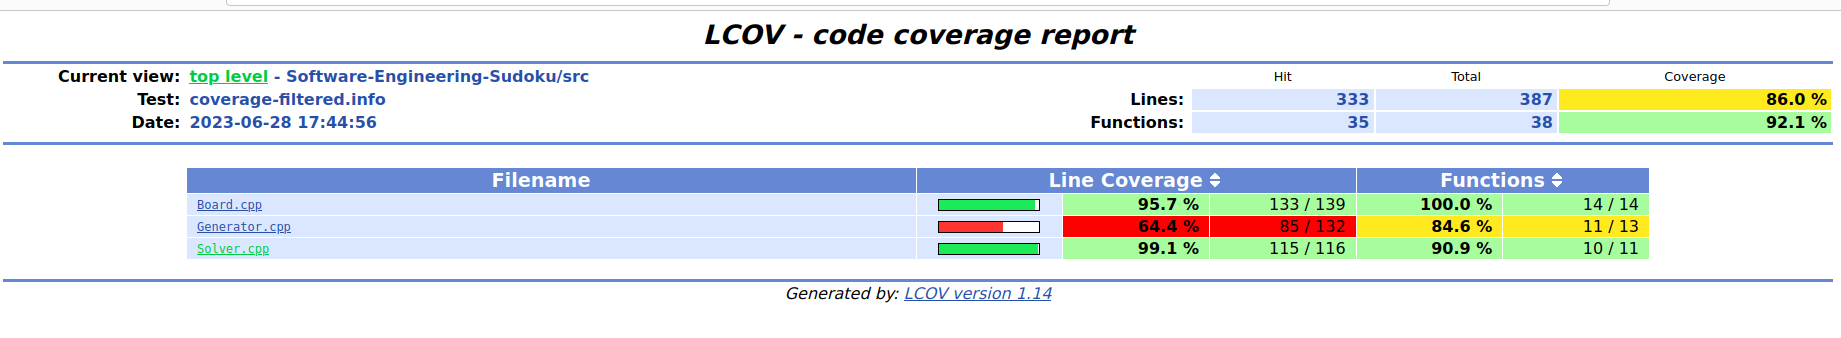 LCOV - code coverage report
Current view: top level - Software-Engineering-Sudoku/src Hit Total Coverage
Test: coverage-filtered.info Lines: 333 387 86.0 %
Date: 2023-06-28 17:44:56 Functions: 35 38 92.1 %
Filename Line Coverage Functions
Board.cpp 95.7 % 133 / 139 100.0 % 14 / 14
Generator.cpp 64.4 % 85 / 132 84.6 % 11 / 13
Solver.cpp 99.1 % 115 / 116 90.9 % 10 / 11
Generated by: LCOV version 1.14